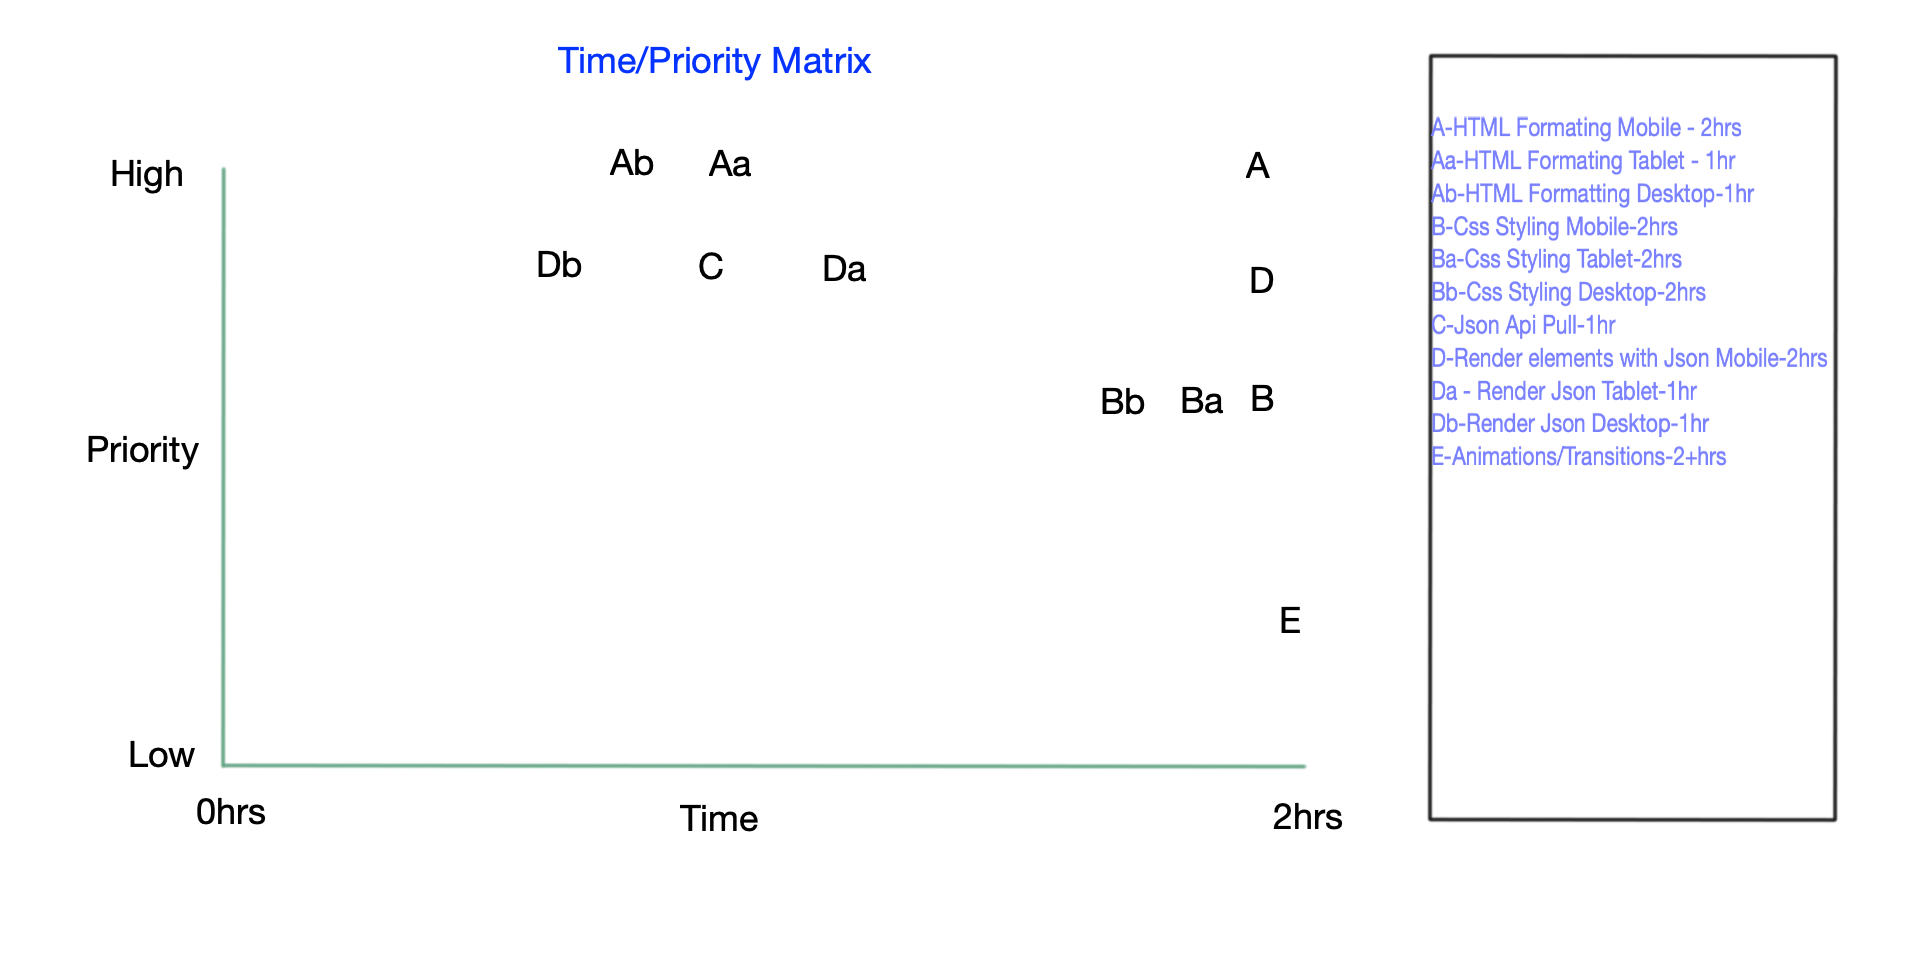 Time/Priority Matrix
High
Ab Aa A
Db C Da D
Bb Ba B
Priority
E
Low
0hrs Time 2hrs
A-HTML Formating Mobile - 2hrs
Aa-HTML Formating Tablet - 1hr
Ab-HTML Formatting Desktop-1hr
B-Css Styling Mobile-2hrs
Ba-Css Styling Tablet-2hrs
Bb-Css Styling Desktop-2hrs
C-Json Api Pull-1hr
D-Render elements with Json Mobile-2hrs
Da - Render Json Tablet-1hr
Db-Render Json Desktop-1hr
E-Animations/Transitions-2+hrs